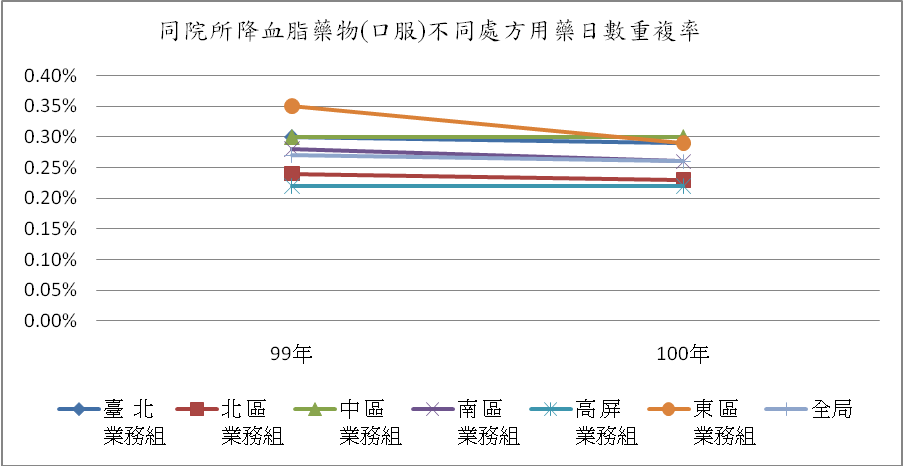 同院所降血脂藥物(口服)不同處方用藥日數重複率
0.40%
0.35%
0.30%
0.25%
0.20%
0.15%
0.10%
0.05%
0.00%
99年
100年
臺 北
業務組
北區
業務組
中區
業務組
南區
業務組
高屏
業務組
東區
業務組
全局